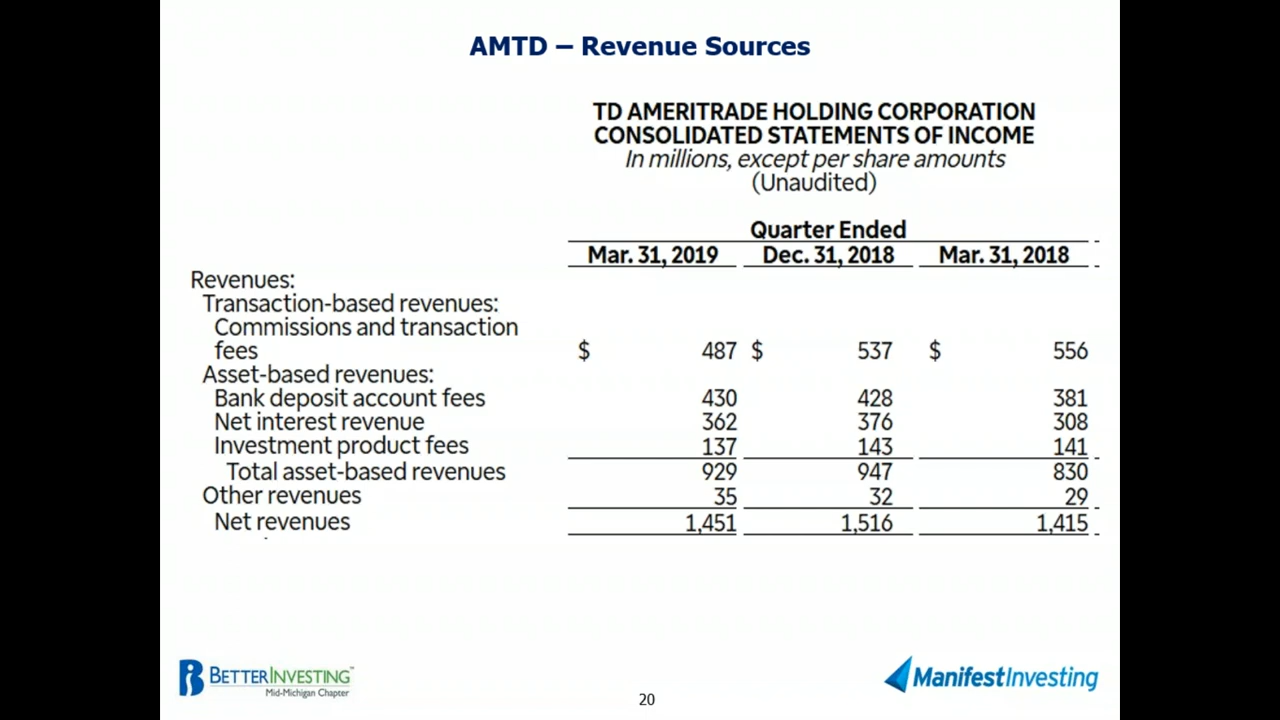 AMTD – Revenue Sources
TD AMERITRADE HOLDING CORPORATION
CONSOLIDATED STATEMENTS OF INCOME
In millions, except per share amounts
(Unaudited)
Quarter Ended
Mar. 31, 2019 Dec. 31, 2018 Mar. 31, 2018
Revenues:
Transaction-based revenues:
Commissions and transaction
fees $ 487 $ 537 $ 556
Asset-based revenues:
Bank deposit account fees 430 428 381
Net interest revenue 362 376 308
Investment product fees 137 143 141
Total asset-based revenues 929 947 830
Other revenues 35 32 29
Net revenues 1,451 1,516 1,415
BETTERINVESTING™
Mid-Michigan Chapter
ManifestInvesting
20